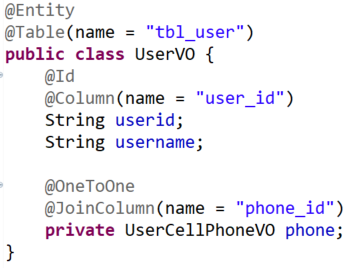 @Entity
@Table(name = "tbl_user")
public class UserVO {
@Id
@Column(name = "user_id")
String userid;
String username;
@OneToOne
@JoinColumn(name = "phone_id")
private UserCellPhoneVO phone;
}